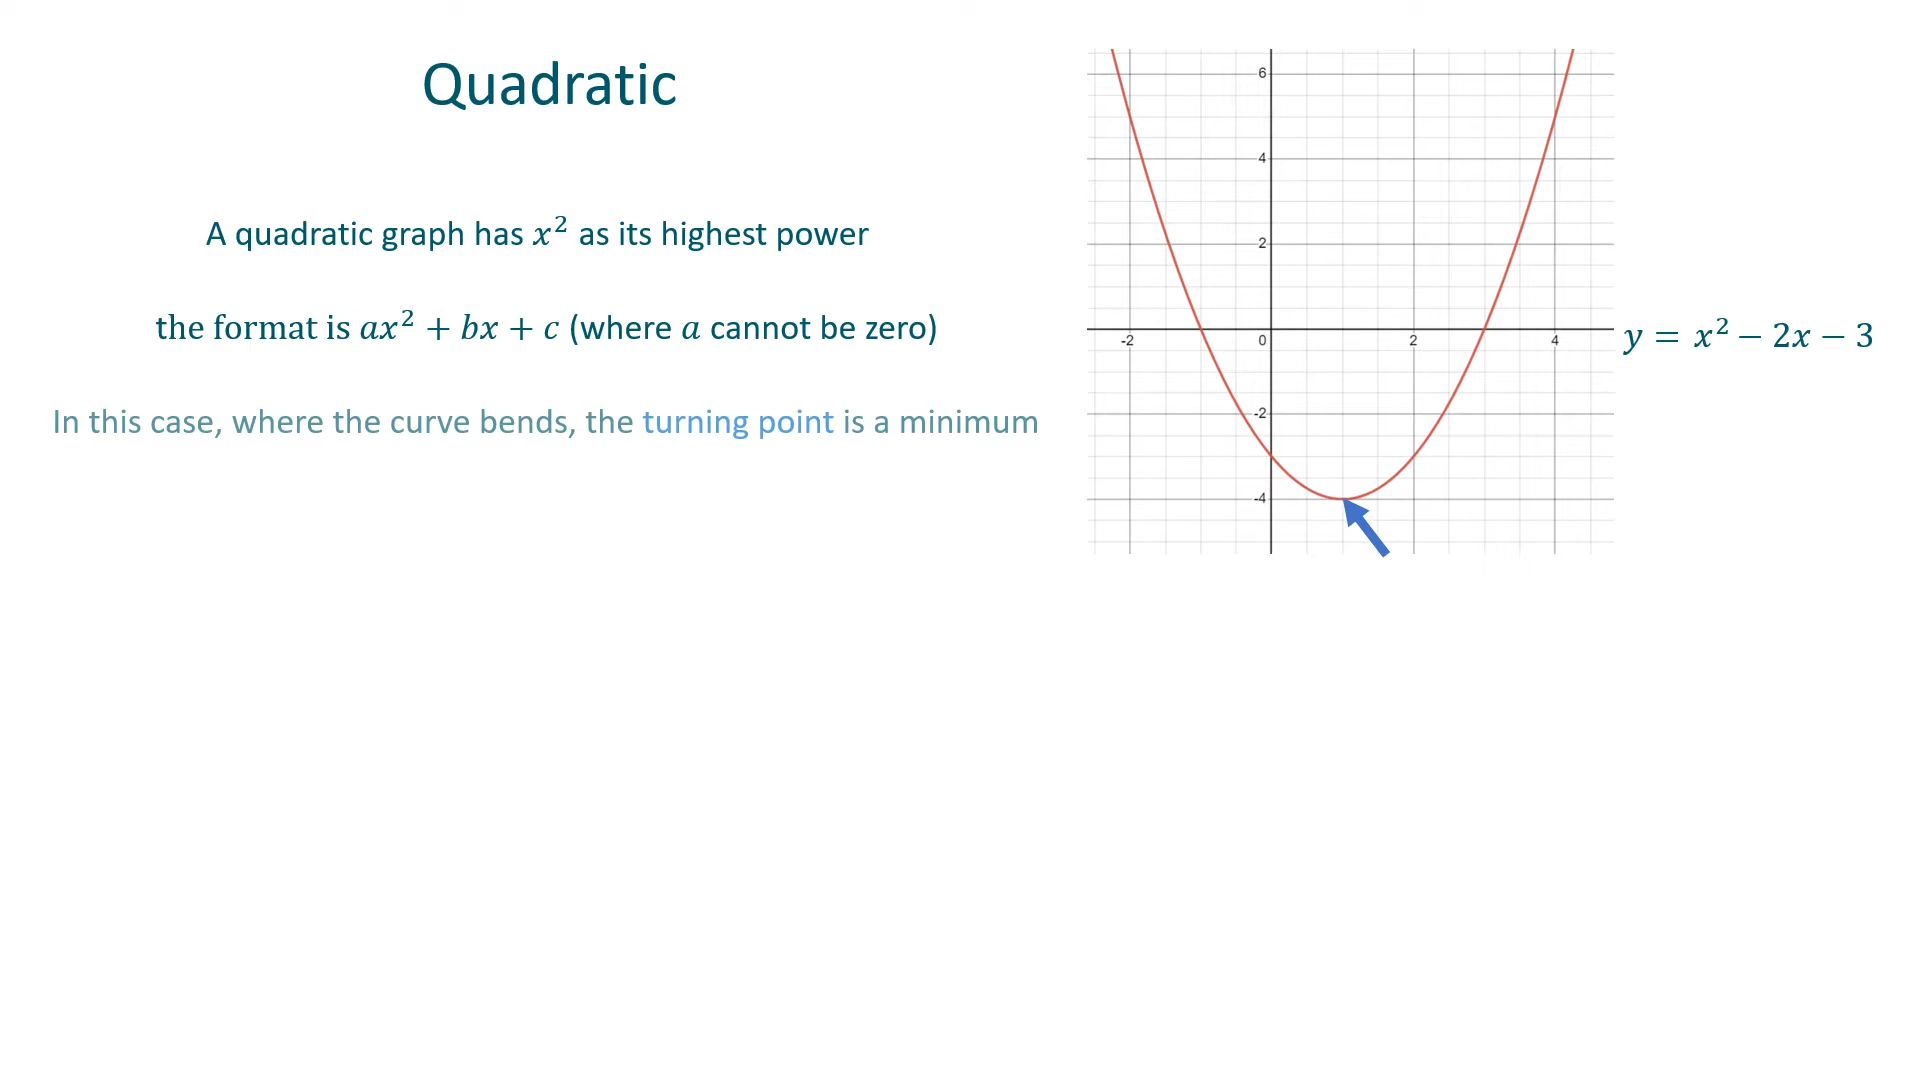 Quadratic
A quadratic graph has x² as its highest power
the format is ax² + bx + c (where a cannot be zero)
In this case, where the curve bends, the turning point is a minimum
6
4
2
-2
0
2
4
-2
-4
y = x² − 2x − 3